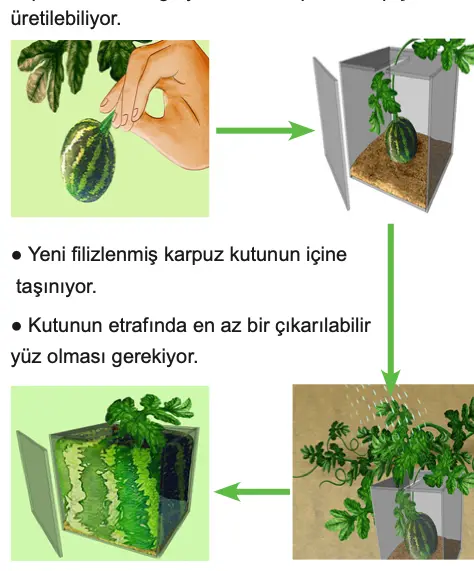 üretilebiliyor.
● Yeni filizlenmiş karpuz kutunun içine
taşınıyor.
● Kutunun etrafında en az bir çıkarılabilir
yüz olması gerekiyor.